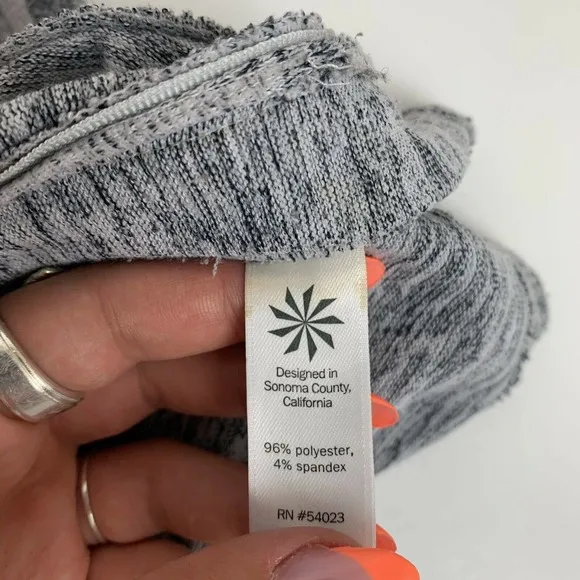 Designed in
Sonoma County,
California
96% polyester,
4% spandex
RN #54023